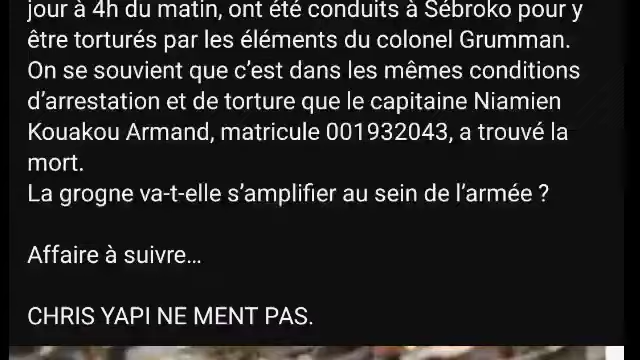 jour à 4h du matin, ont été conduits à Sébroko pour y
être torturés par les éléments du colonel Grumman.
On se souvient que c’est dans les mêmes conditions
d’arrestation et de torture que le capitaine Niamien
Kouakou Armand, matricule 001932043, a trouvé la
mort.
La grogne va-t-elle s’amplifier au sein de l’armée ?
Affaire à suivre…
CHRIS YAPI NE MENT PAS.